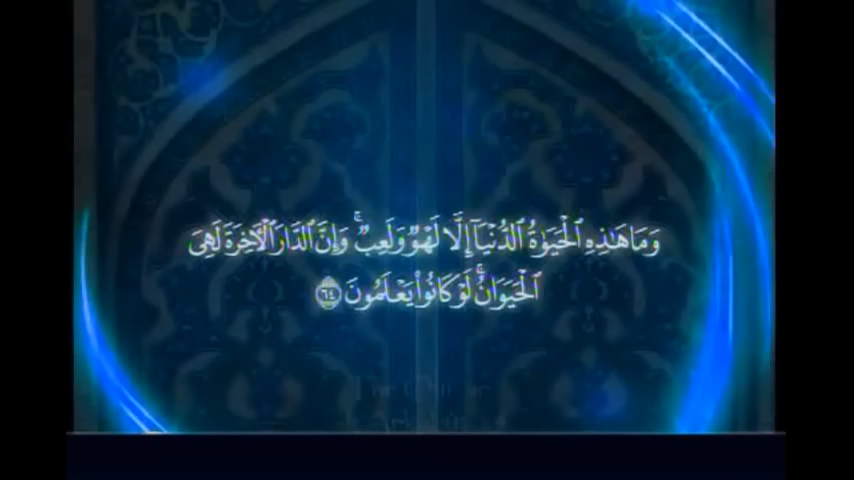 وَمَا هَٰذِهِ ٱلْحَيَوٰةُ ٱلدُّنْيَآ إِلَّا لَهْوٌ وَلَعِبٌ ۚ وَإِنَّ ٱلدَّارَ ٱلْءَاخِرَةَ لَهِىَ
ٱلْحَيَوَانُ ۚ لَوْ كَانُوا۟ يَعْلَمُونَ ٦٤